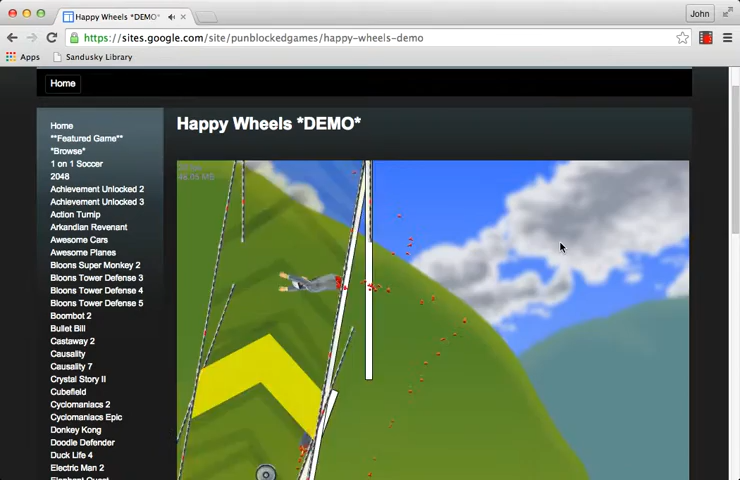 Happy Wheels *DEMO*
John
https://sites.google.com/site/punblockedgames/happy-wheels-demo
Apps
Sandusky Library
Home
Happy Wheels *DEMO*
Home
**Featured Game**
*Browse*
1 on 1 Soccer
2048
Achievement Unlocked 2
Achievement Unlocked 3
Action Turnip
Arkandian Revenant
Awesome Cars
Awesome Planes
Bloons Super Monkey 2
Bloons Tower Defense 3
Bloons Tower Defense 4
Bloons Tower Defense 5
Boombot 2
Bullet Bill
Castaway 2
Causality
Causality 7
Crystal Story II
Cubefield
Cyclomaniacs 2
Cyclomaniacs Epic
Donkey Kong
Doodle Defender
Duck Life 4
Electric Man 2